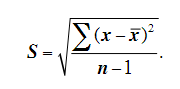 S = √(∑(x − x̅)² / (n − 1)).